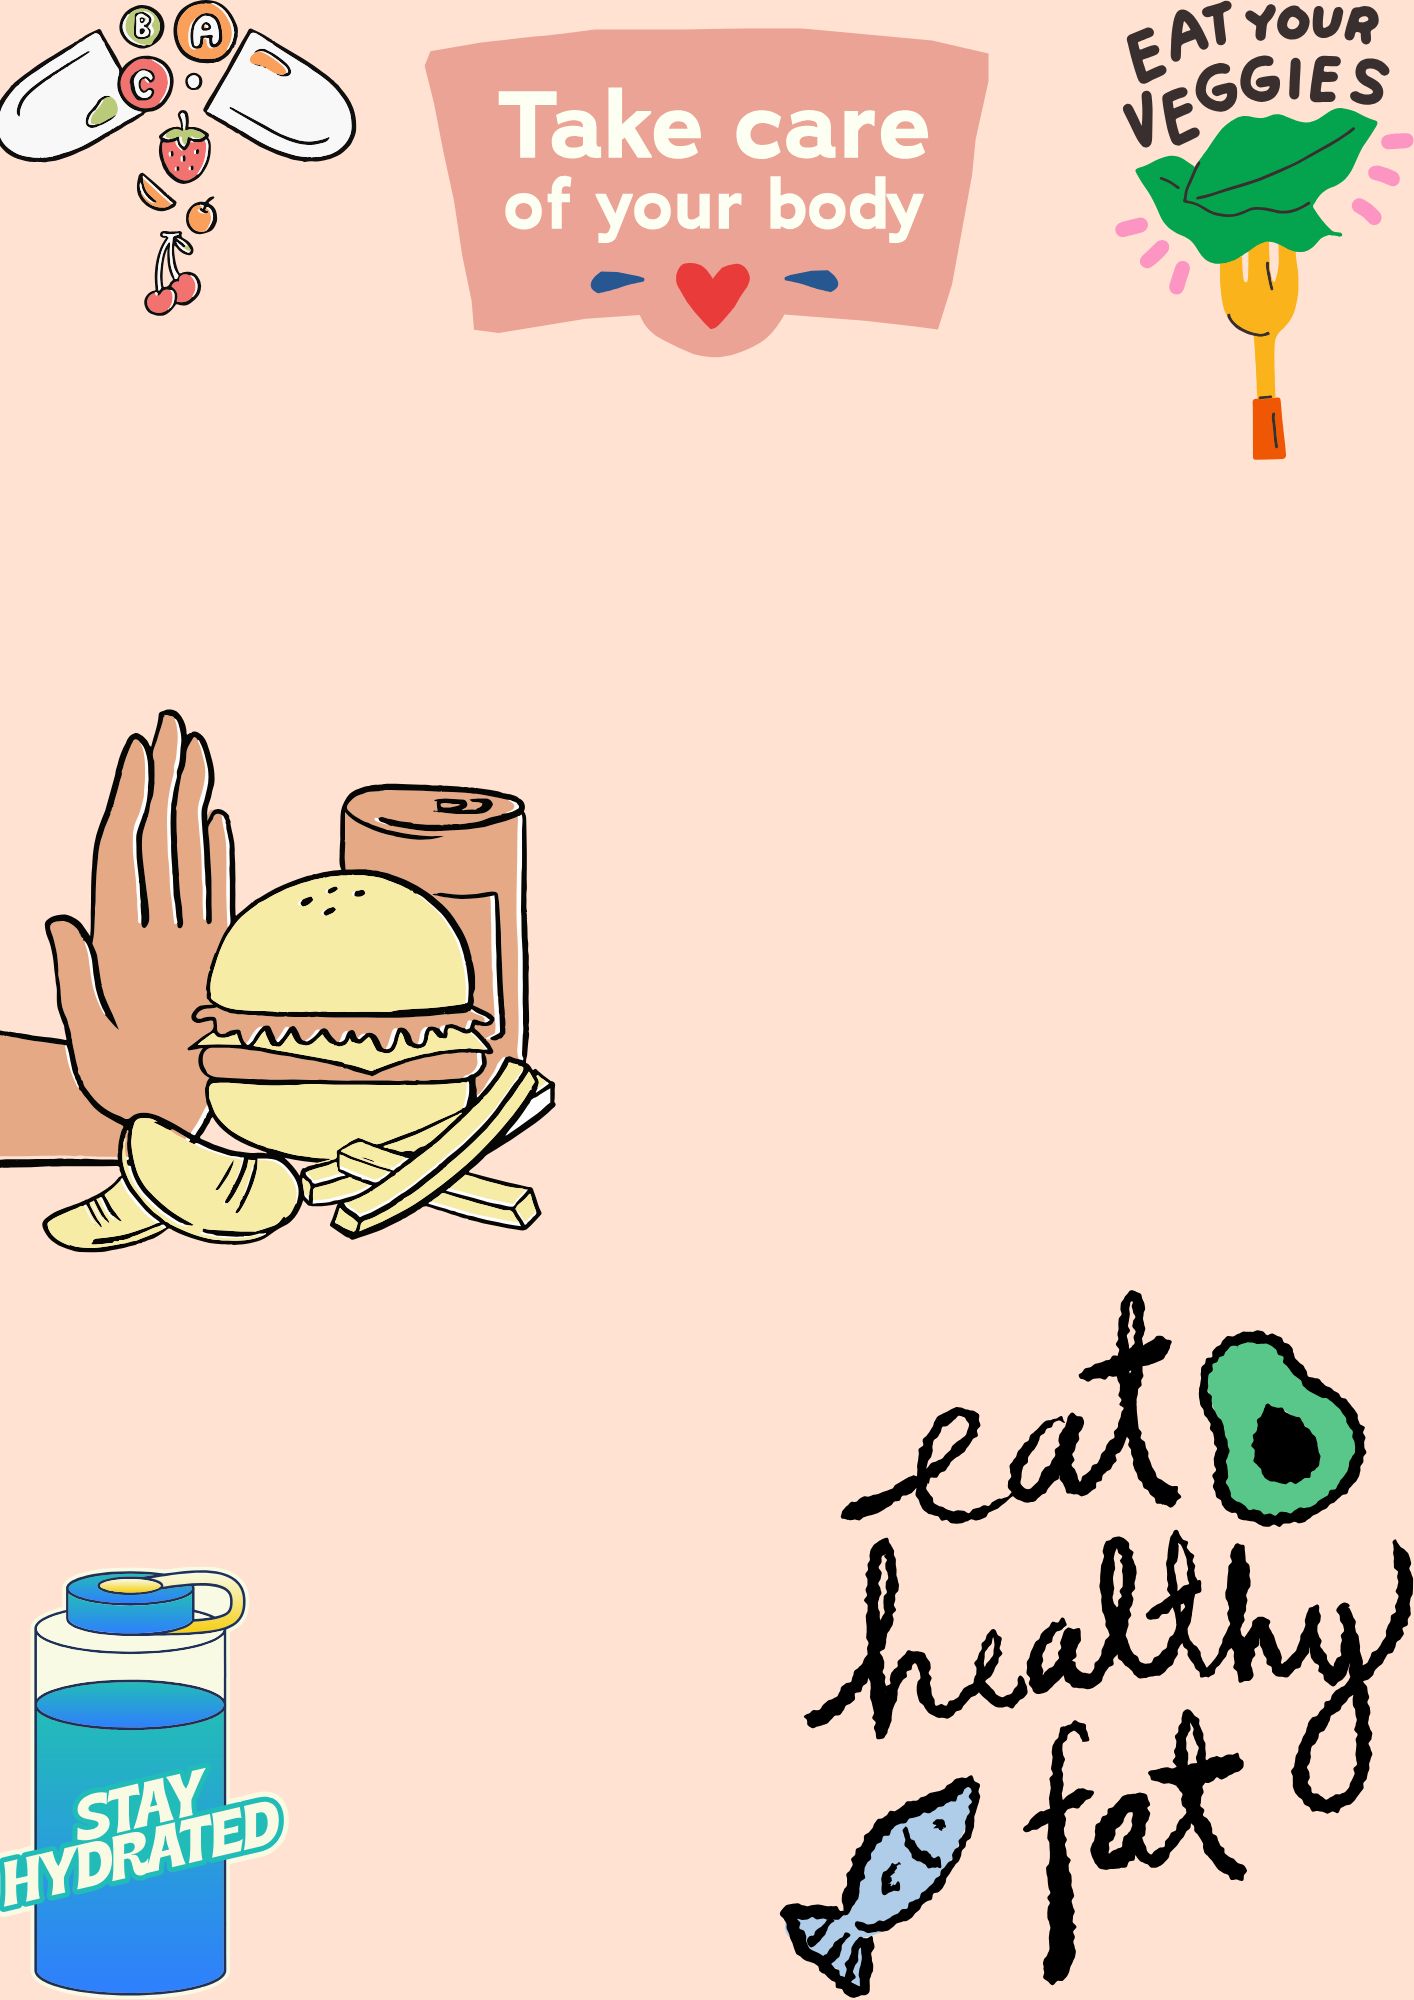 B A
C
Take care
of your body
EAT YOUR
VEGGIES
eat
healthy
fat
STAY
HYDRATED